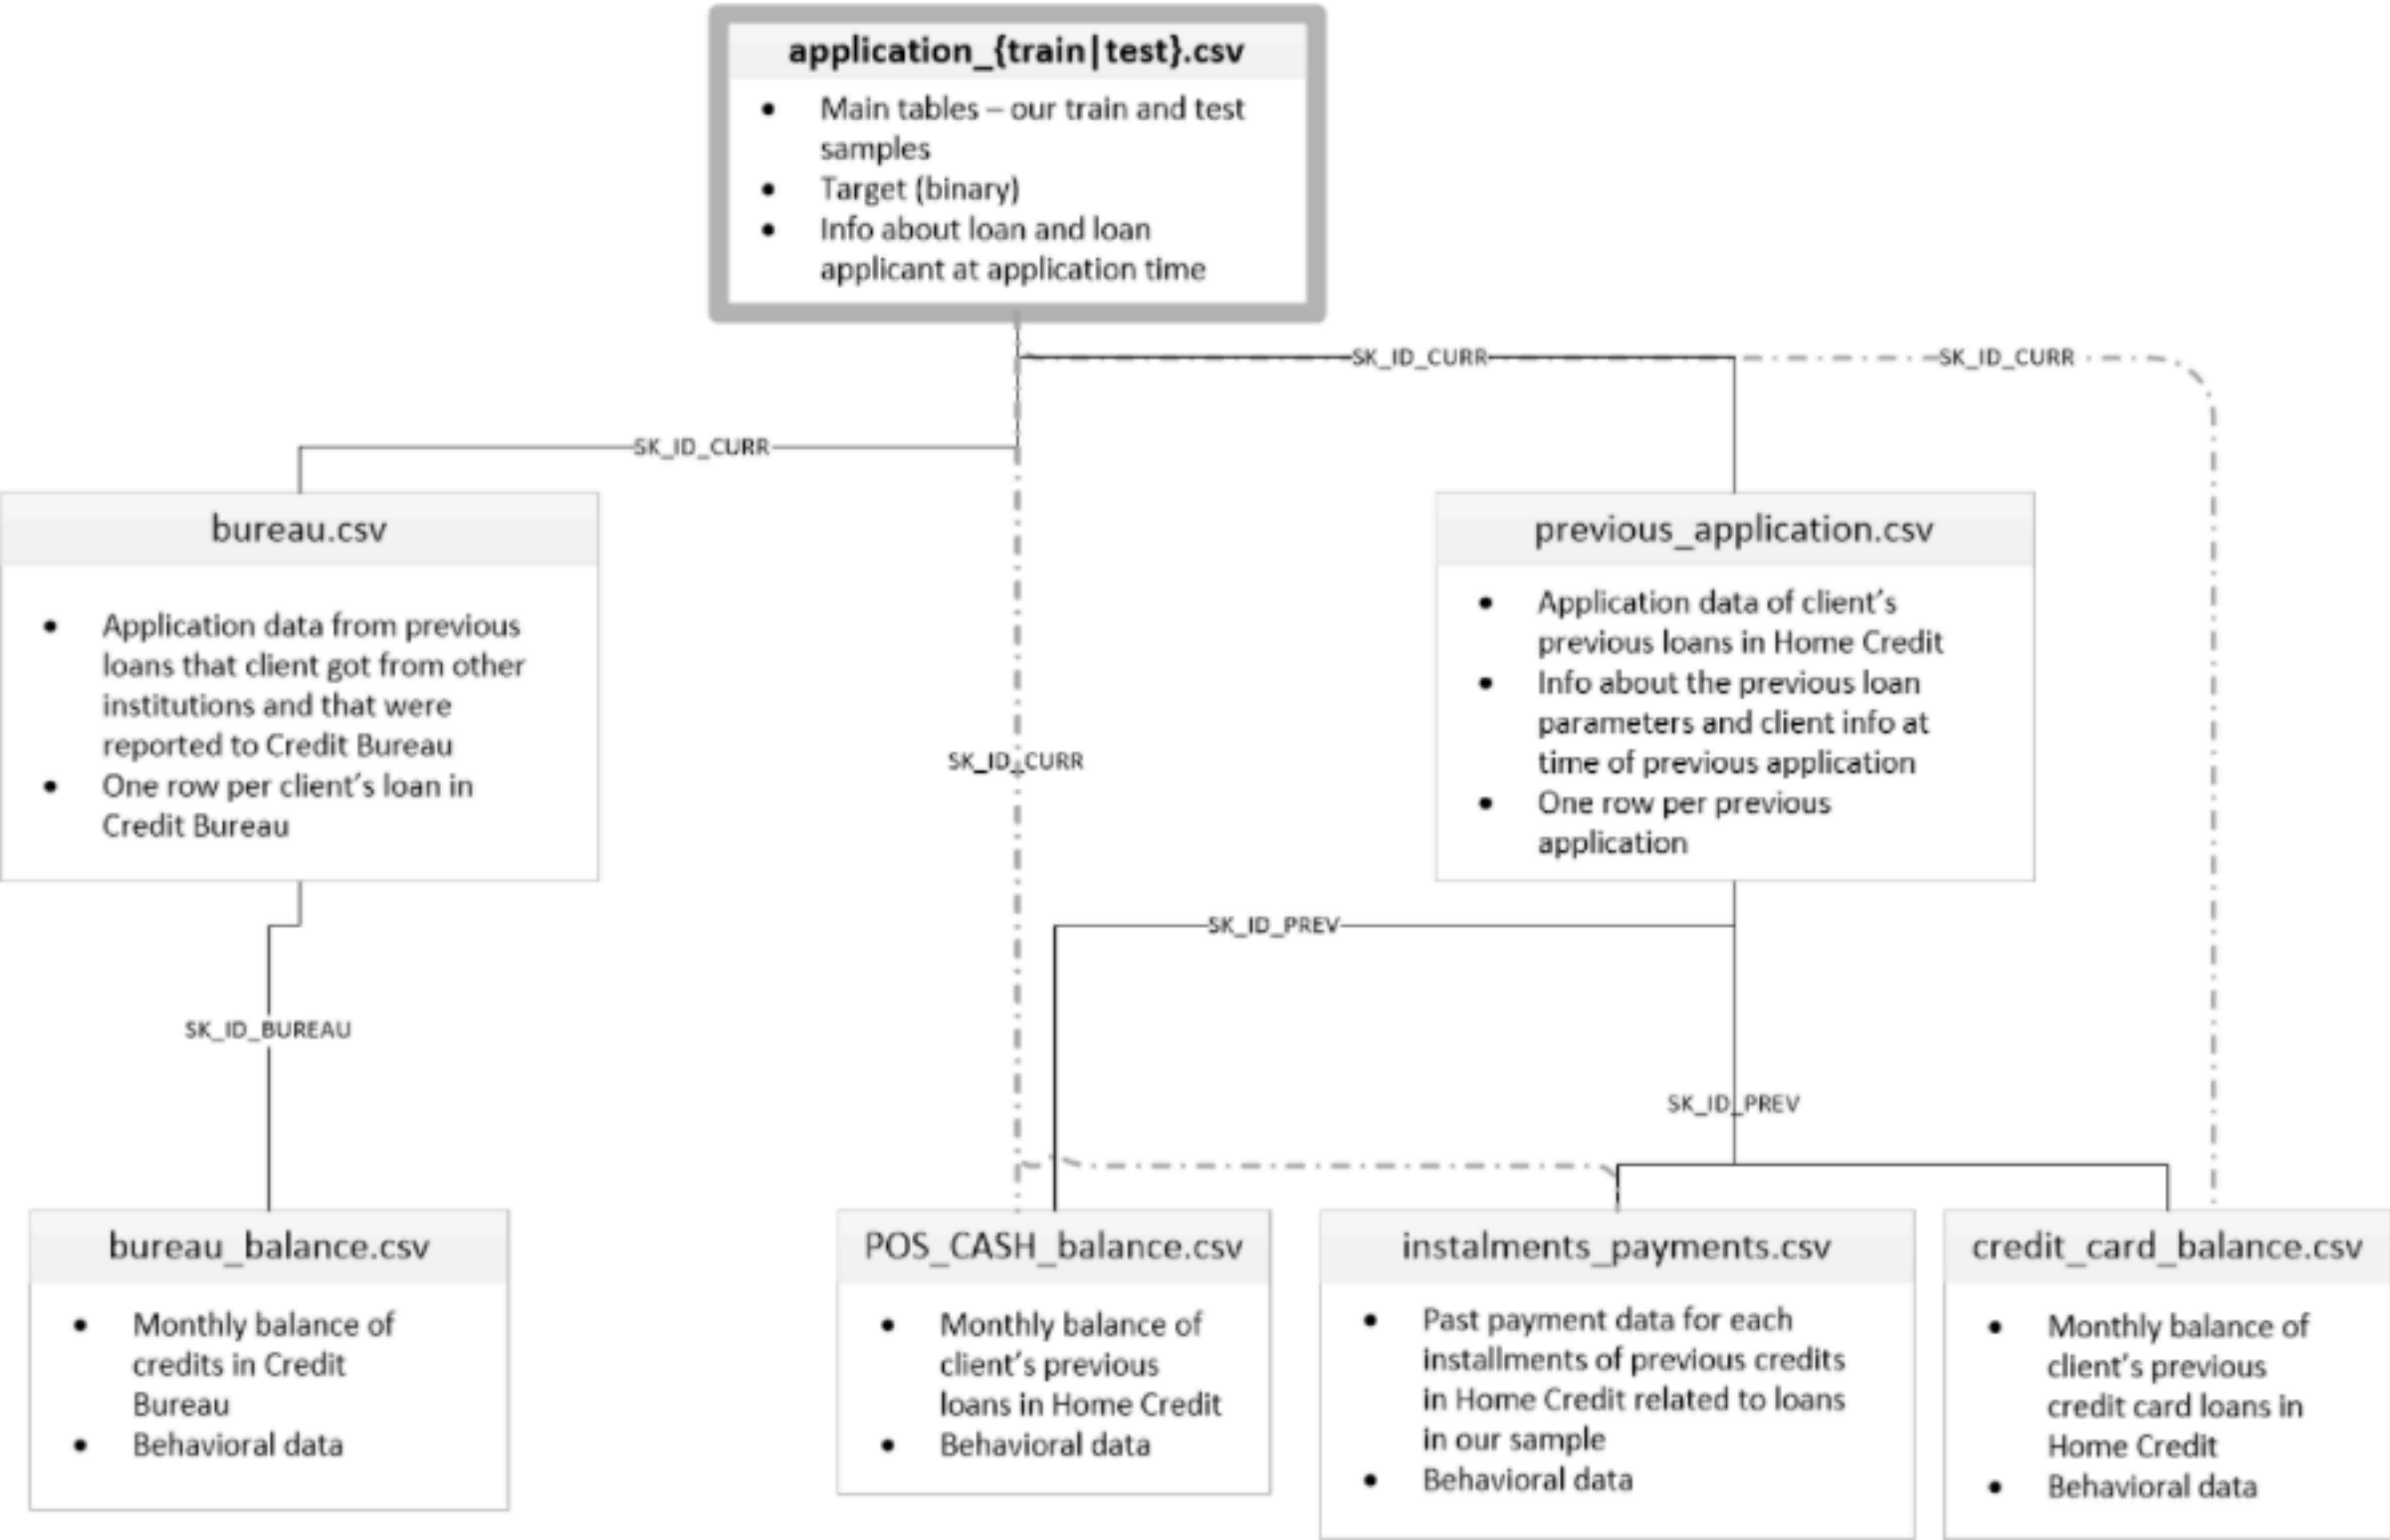 application_{train|test}.csv
• Main tables – our train and test
samples
• Target (binary)
• Info about loan and loan
applicant at application time
SK_ID_CURR
SK_ID_CURR
SK_ID_CURR
bureau.csv
• Application data from previous
loans that client got from other
institutions and that were
reported to Credit Bureau
• One row per client's loan in
Credit Bureau
previous_application.csv
• Application data of client's
previous loans in Home Credit
• Info about the previous loan
parameters and client info at
time of previous application
• One row per previous
application
SK_ID_CURR
SK_ID_PREV
SK_ID_BUREAU
SK_ID_PREV
bureau_balance.csv
• Monthly balance of
credits in Credit
Bureau
• Behavioral data
POS_CASH_balance.csv
• Monthly balance of
client's previous
loans in Home Credit
• Behavioral data
instalments_payments.csv
• Past payment data for each
installments of previous credits
in Home Credit related to loans
in our sample
• Behavioral data
credit_card_balance.csv
• Monthly balance of
client's previous
credit card loans in
Home Credit
• Behavioral data